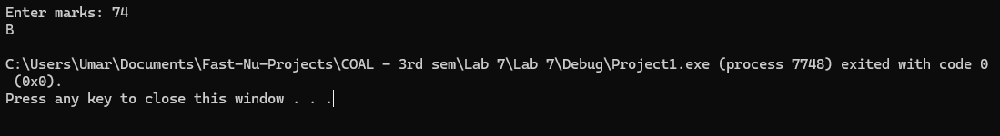 Enter marks: 74
B
C:\Users\Umar\Documents\Fast-Nu-Projects\COAL - 3rd sem\Lab 7\Lab 7\Debug\Project1.exe (process 7748) exited with code 0
(0x0).
Press any key to close this window . . .